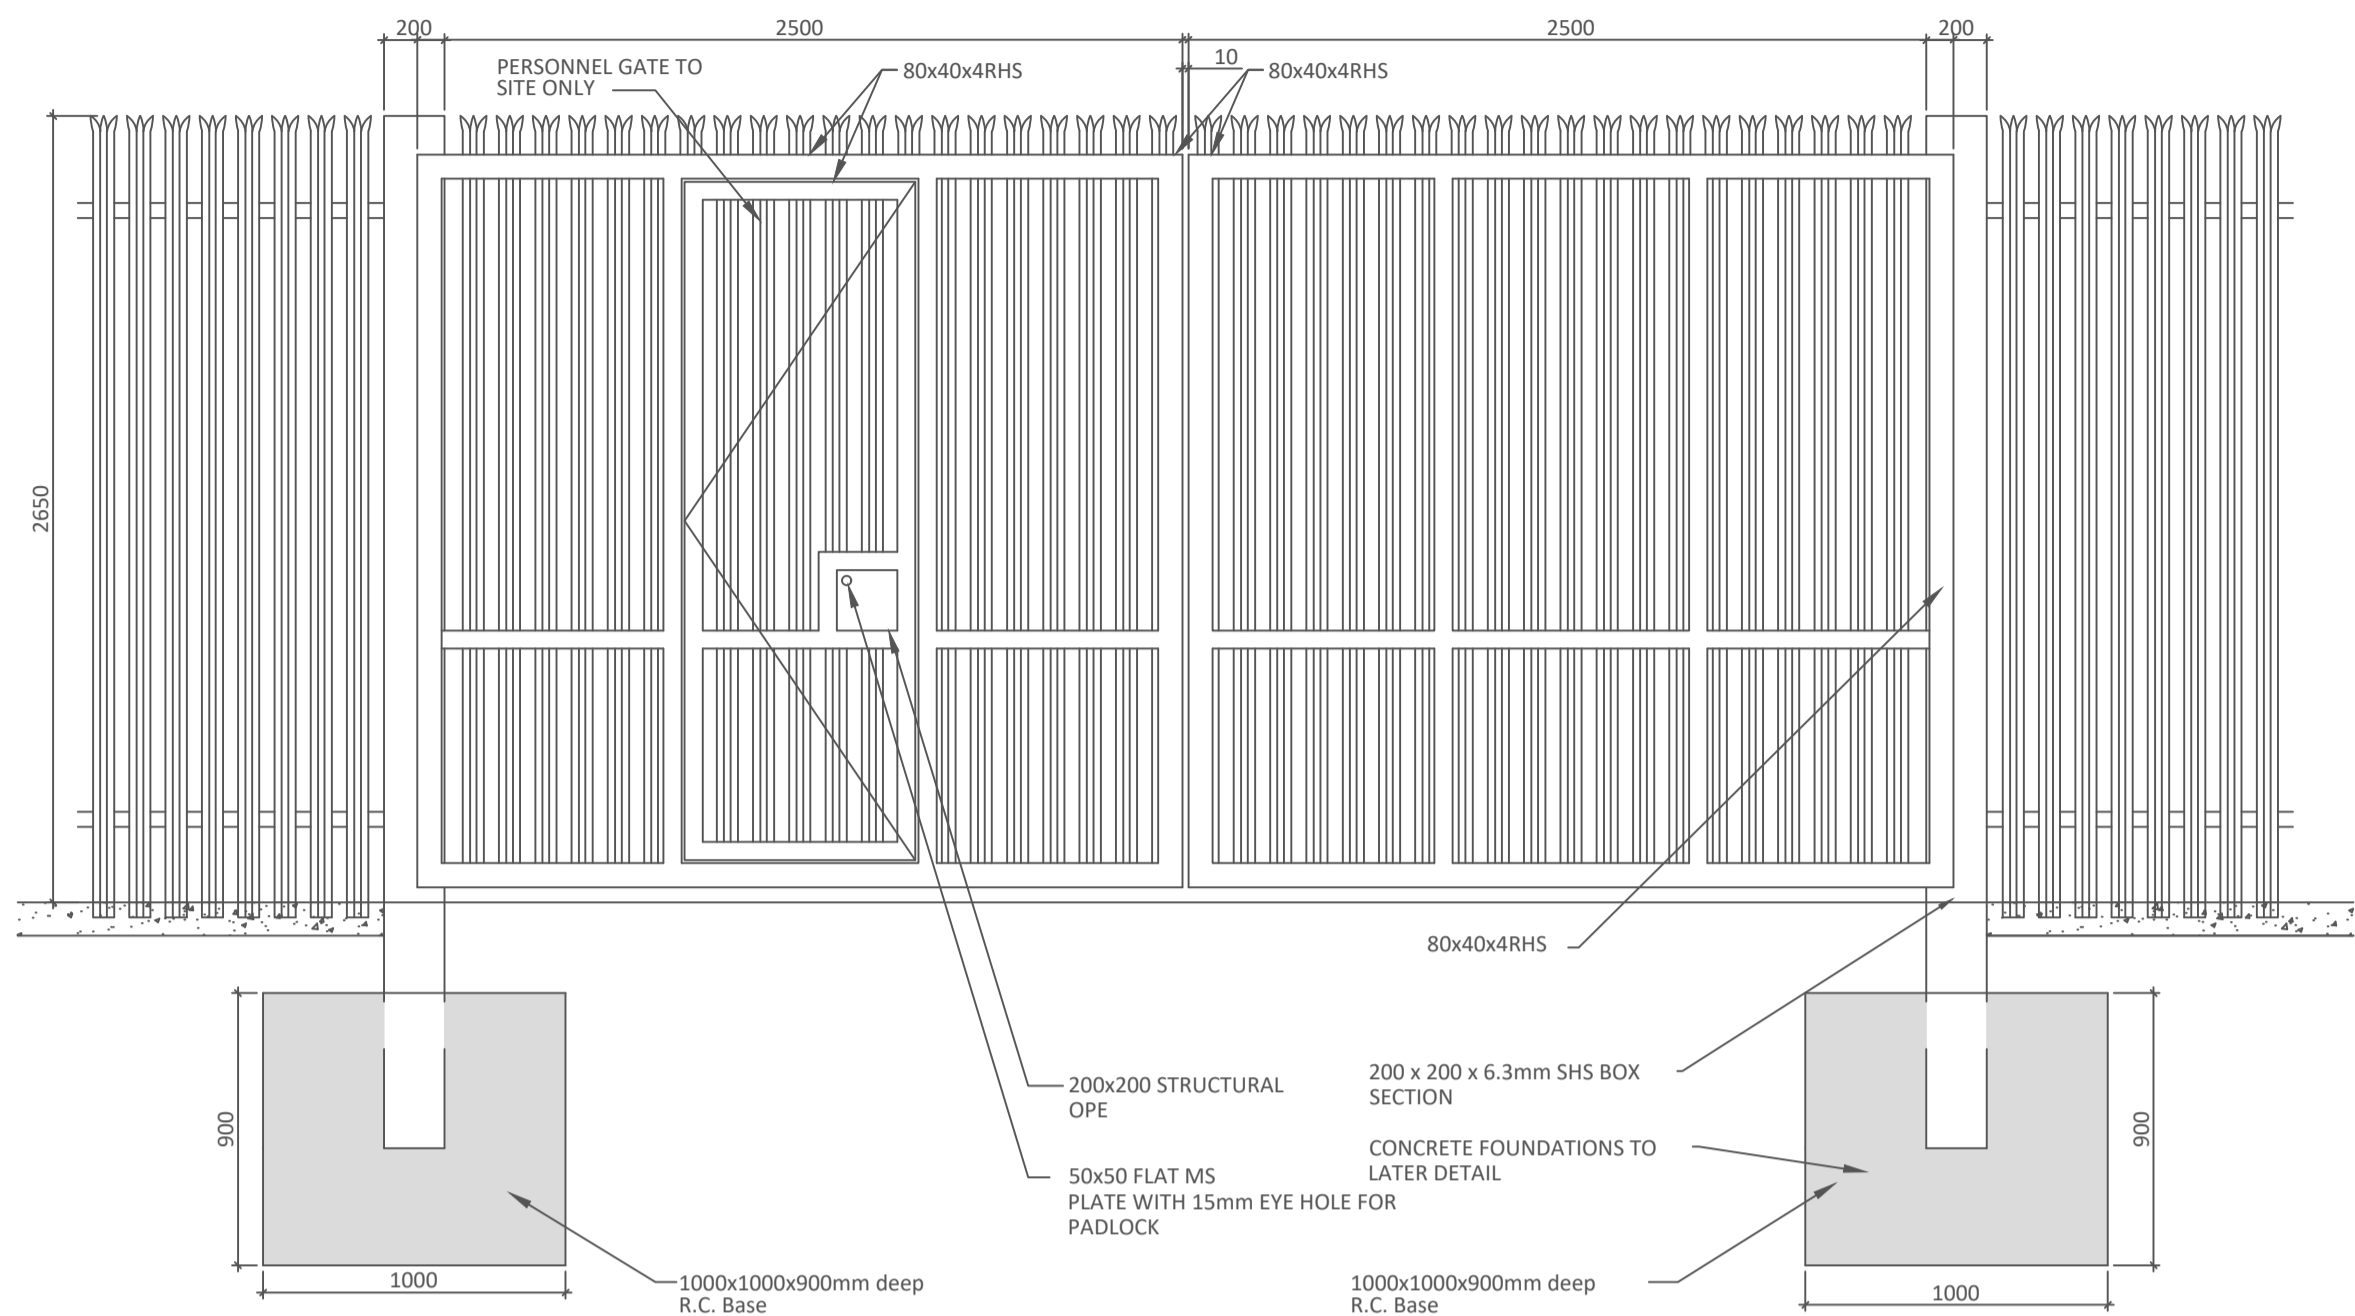 200
2500
2500
200
10
PERSONNEL GATE TO
SITE ONLY
80x40x4RHS
80x40x4RHS
2650
80x40x4RHS
900
900
200x200 STRUCTURAL
OPE
200 x 200 x 6.3mm SHS BOX
SECTION
50x50 FLAT MS
PLATE WITH 15mm EYE HOLE FOR
PADLOCK
CONCRETE FOUNDATIONS TO
LATER DETAIL
1000
1000x1000x900mm deep
R.C. Base
1000x1000x900mm deep
R.C. Base
1000